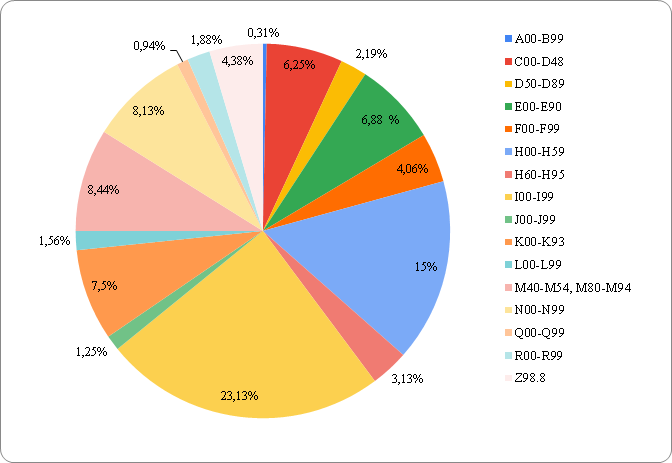 0,31%
6,25%
2,19%
6,88 %
4,06%
15%
3,13%
23,13%
1,25%
7,5%
1,56%
8,44%
8,13%
0,94%
1,88%
4,38%
A00-B99
C00-D48
D50-D89
E00-E90
F00-F99
H00-H59
H60-H95
I00-I99
J00-J99
K00-K93
L00-L99
M40-M54, M80-M94
N00-N99
Q00-Q99
R00-R99
Z98.8